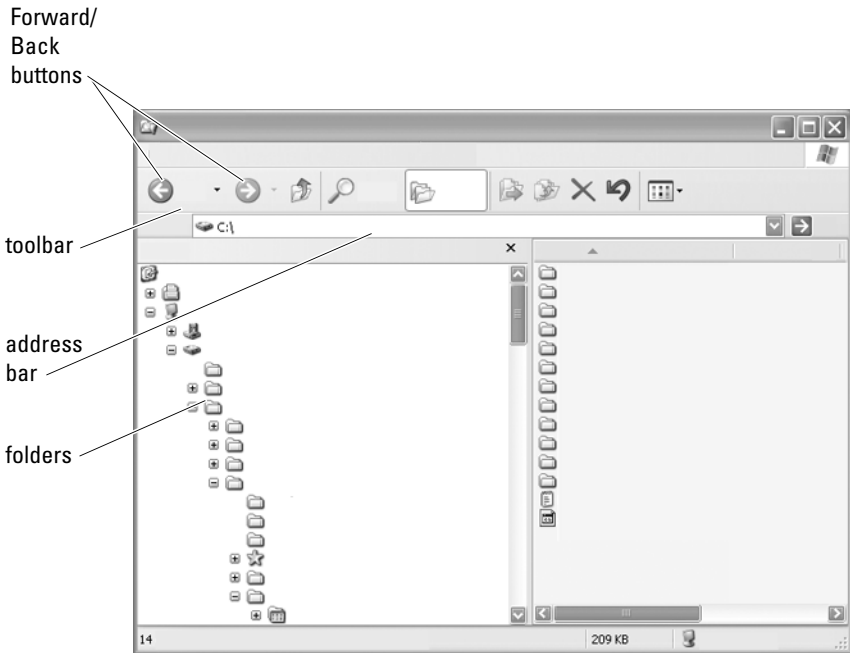 Forward/
Back
buttons
toolbar
C:\
address
bar
folders
14
209 KB